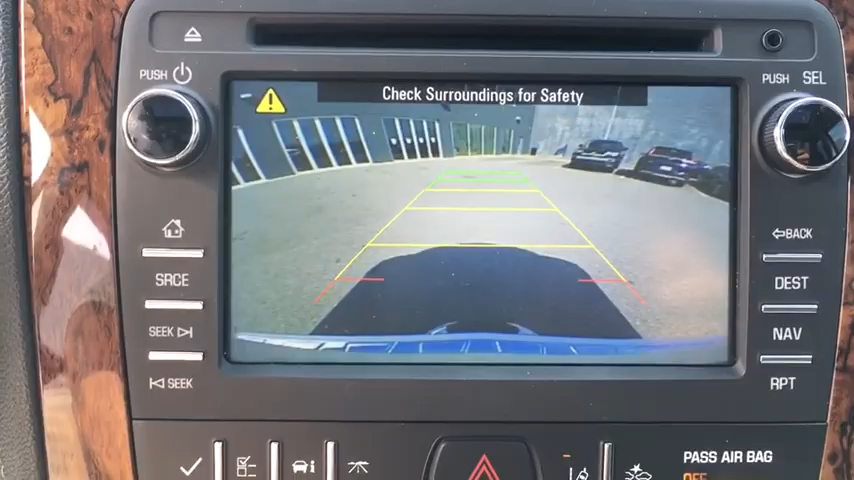 PUSH
PUSH SEL
Check Surroundings for Safety
SRCE
SEEK
SEEK
BACK
DEST
NAV
RPT
PASS AIR BAG
OFF